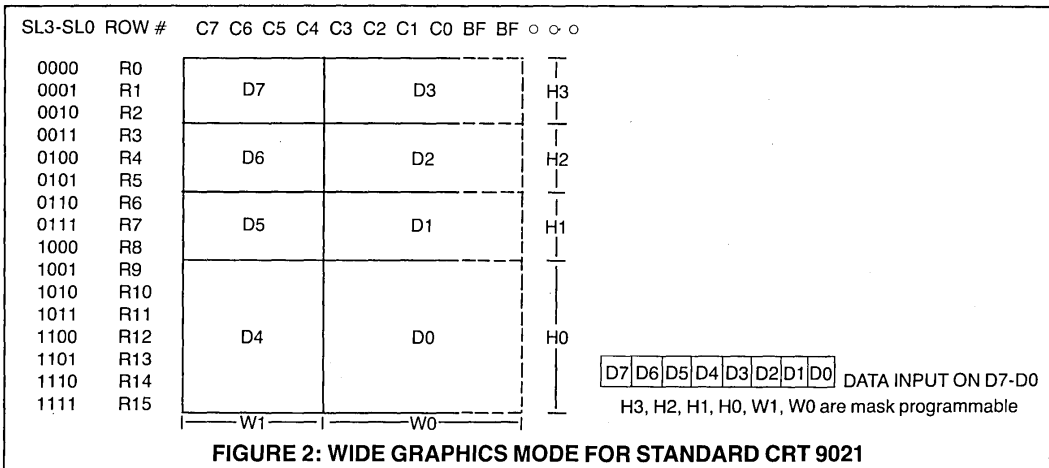 SL3-SL0 ROW # C7 C6 C5 C4 C3 C2 C1 C0 BF BF ○ ○ ○
0000 R0
0001 R1 D7 D3 H3
0010 R2
0011 R3
0100 R4 D6 D2 H2
0101 R5
0110 R6
0111 R7 D5 D1 H1
1000 R8
1001 R9
1010 R10
1011 R11
1100 R12 D4 D0 H0
1101 R13
1110 R14
1111 R15
W1 W0
D7 D6 D5 D4 D3 D2 D1 D0 DATA INPUT ON D7-D0
H3, H2, H1, H0, W1, W0 are mask programmable
FIGURE 2: WIDE GRAPHICS MODE FOR STANDARD CRT 9021